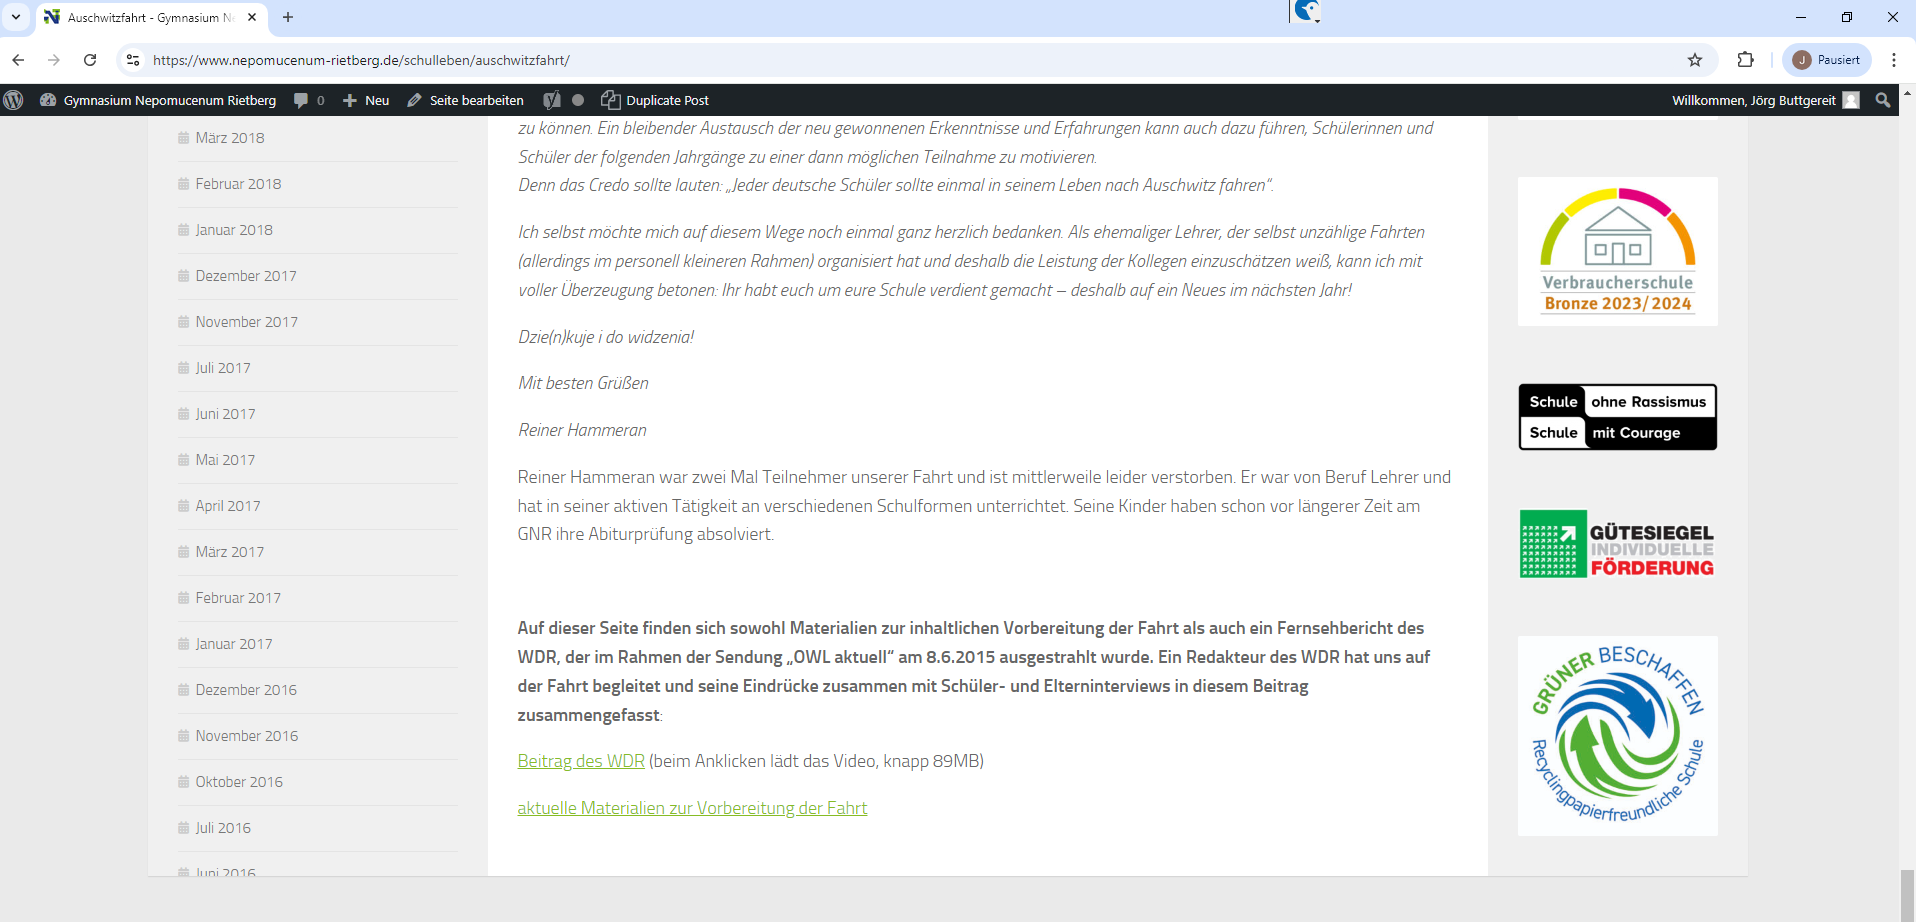 Auschwitzfahrt - Gymnasium Ne
https://www.nepomucenum-rietberg.de/schulleben/auschwitzfahrt/
J Pausiert
Gymnasium Nepomucenum Rietberg 0 Neu Seite bearbeiten Duplicate Post Willkommen, Jörg Buttgereit
März 2018
Februar 2018
Januar 2018
Dezember 2017
November 2017
Juli 2017
Juni 2017
Mai 2017
April 2017
März 2017
Februar 2017
Januar 2017
Dezember 2016
November 2016
Oktober 2016
Juli 2016
Juni 2016
zu können. Ein bleibender Austausch der neu gewonnenen Erkenntnisse und Erfahrungen kann auch dazu führen, Schülerinnen und
Schüler der folgenden Jahrgänge zu einer dann möglichen Teilnahme zu motivieren.
Denn das Credo sollte lauten: „Jeder deutsche Schüler sollte einmal in seinem Leben nach Auschwitz fahren“.
Ich selbst möchte mich auf diesem Wege noch einmal ganz herzlich bedanken. Als ehemaliger Lehrer, der selbst unzählige Fahrten
(allerdings im personell kleineren Rahmen) organisiert hat und deshalb die Leistung der Kollegen einzuschätzen weiß, kann ich mit
voller Überzeugung betonen: Ihr habt euch um eure Schule verdient gemacht – deshalb auf ein Neues im nächsten Jahr!
Dzie(n)kuje i do widzenia!
Mit besten Grüßen
Reiner Hammeran
Reiner Hammeran war zwei Mal Teilnehmer unserer Fahrt und ist mittlerweile leider verstorben. Er war von Beruf Lehrer und
hat in seiner aktiven Tätigkeit an verschiedenen Schulformen unterrichtet. Seine Kinder haben schon vor längerer Zeit am
GNR ihre Abiturprüfung absolviert.
Auf dieser Seite finden sich sowohl Materialien zur inhaltlichen Vorbereitung der Fahrt als auch ein Fernsehbericht des
WDR, der im Rahmen der Sendung „OWL aktuell“ am 8.6.2015 ausgestrahlt wurde. Ein Redakteur des WDR hat uns auf
der Fahrt begleitet und seine Eindrücke zusammen mit Schüler- und Elterninterviews in diesem Beitrag
zusammengefasst:
Beitrag des WDR (beim Anklicken lädt das Video, knapp 89MB)
aktuelle Materialien zur Vorbereitung der Fahrt
Verbraucherschule
Bronze 2023/2024
Schule ohne Rassismus
Schule mit Courage
GÜTESIEGEL
INDIVIDUELLE
FÖRDERUNG
GRÜNER BESCHAFFEN
Recyclingpapierfreundliche Schule